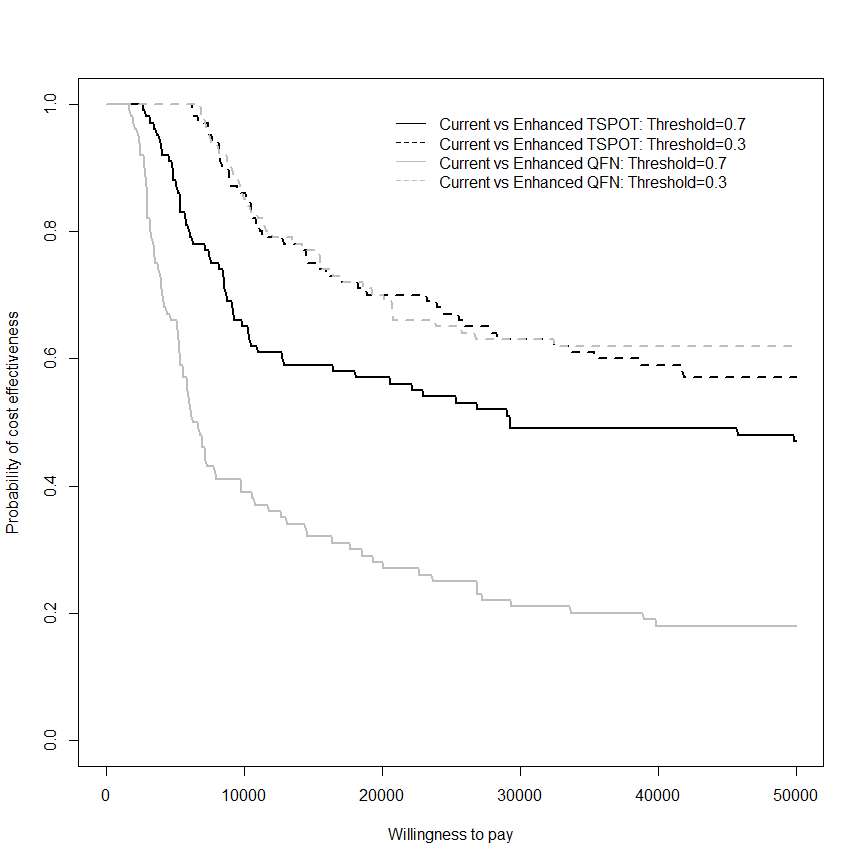 Current vs Enhanced TSPOT: Threshold=0.7
Current vs Enhanced TSPOT: Threshold=0.3
Current vs Enhanced QFN: Threshold=0.7
Current vs Enhanced QFN: Threshold=0.3
Probability of cost effectiveness
1.0
0.8
0.6
0.4
0.2
0.0
0 10000 20000 30000 40000 50000
Willingness to pay